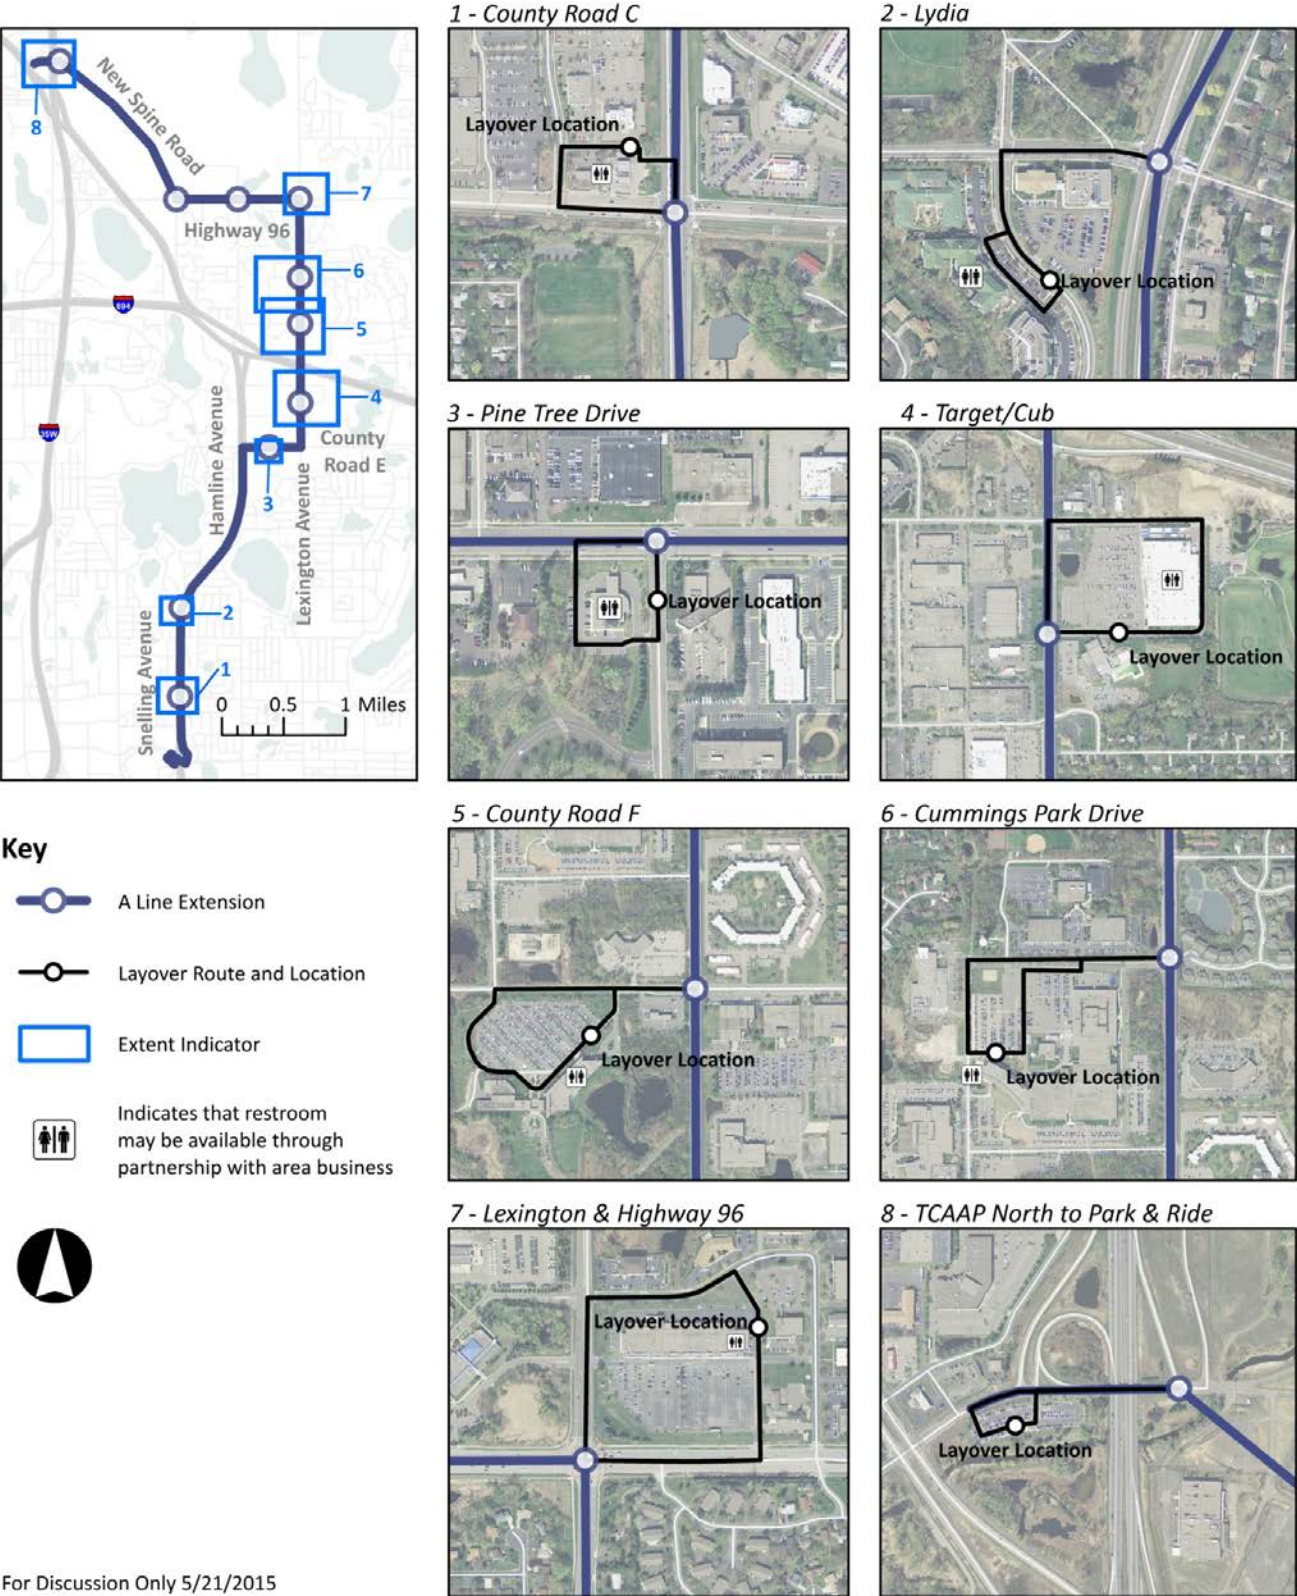 8
New Spine Road
7
Highway 96
6
694
5
4
35W
Hamline Avenue
County
Road E
3
Lexington Avenue
2
Snelling Avenue
1
0 0.5 1 Miles
1 - County Road C
Layover Location
2 - Lydia
Layover Location
3 - Pine Tree Drive
Layover Location
4 - Target/Cub
Layover Location
5 - County Road F
Layover Location
6 - Cummings Park Drive
Layover Location
7 - Lexington & Highway 96
Layover Location
8 - TCAAP North to Park & Ride
Layover Location
Key
A Line Extension
Layover Route and Location
Extent Indicator
Indicates that restroom
may be available through
partnership with area business
For Discussion Only 5/21/2015